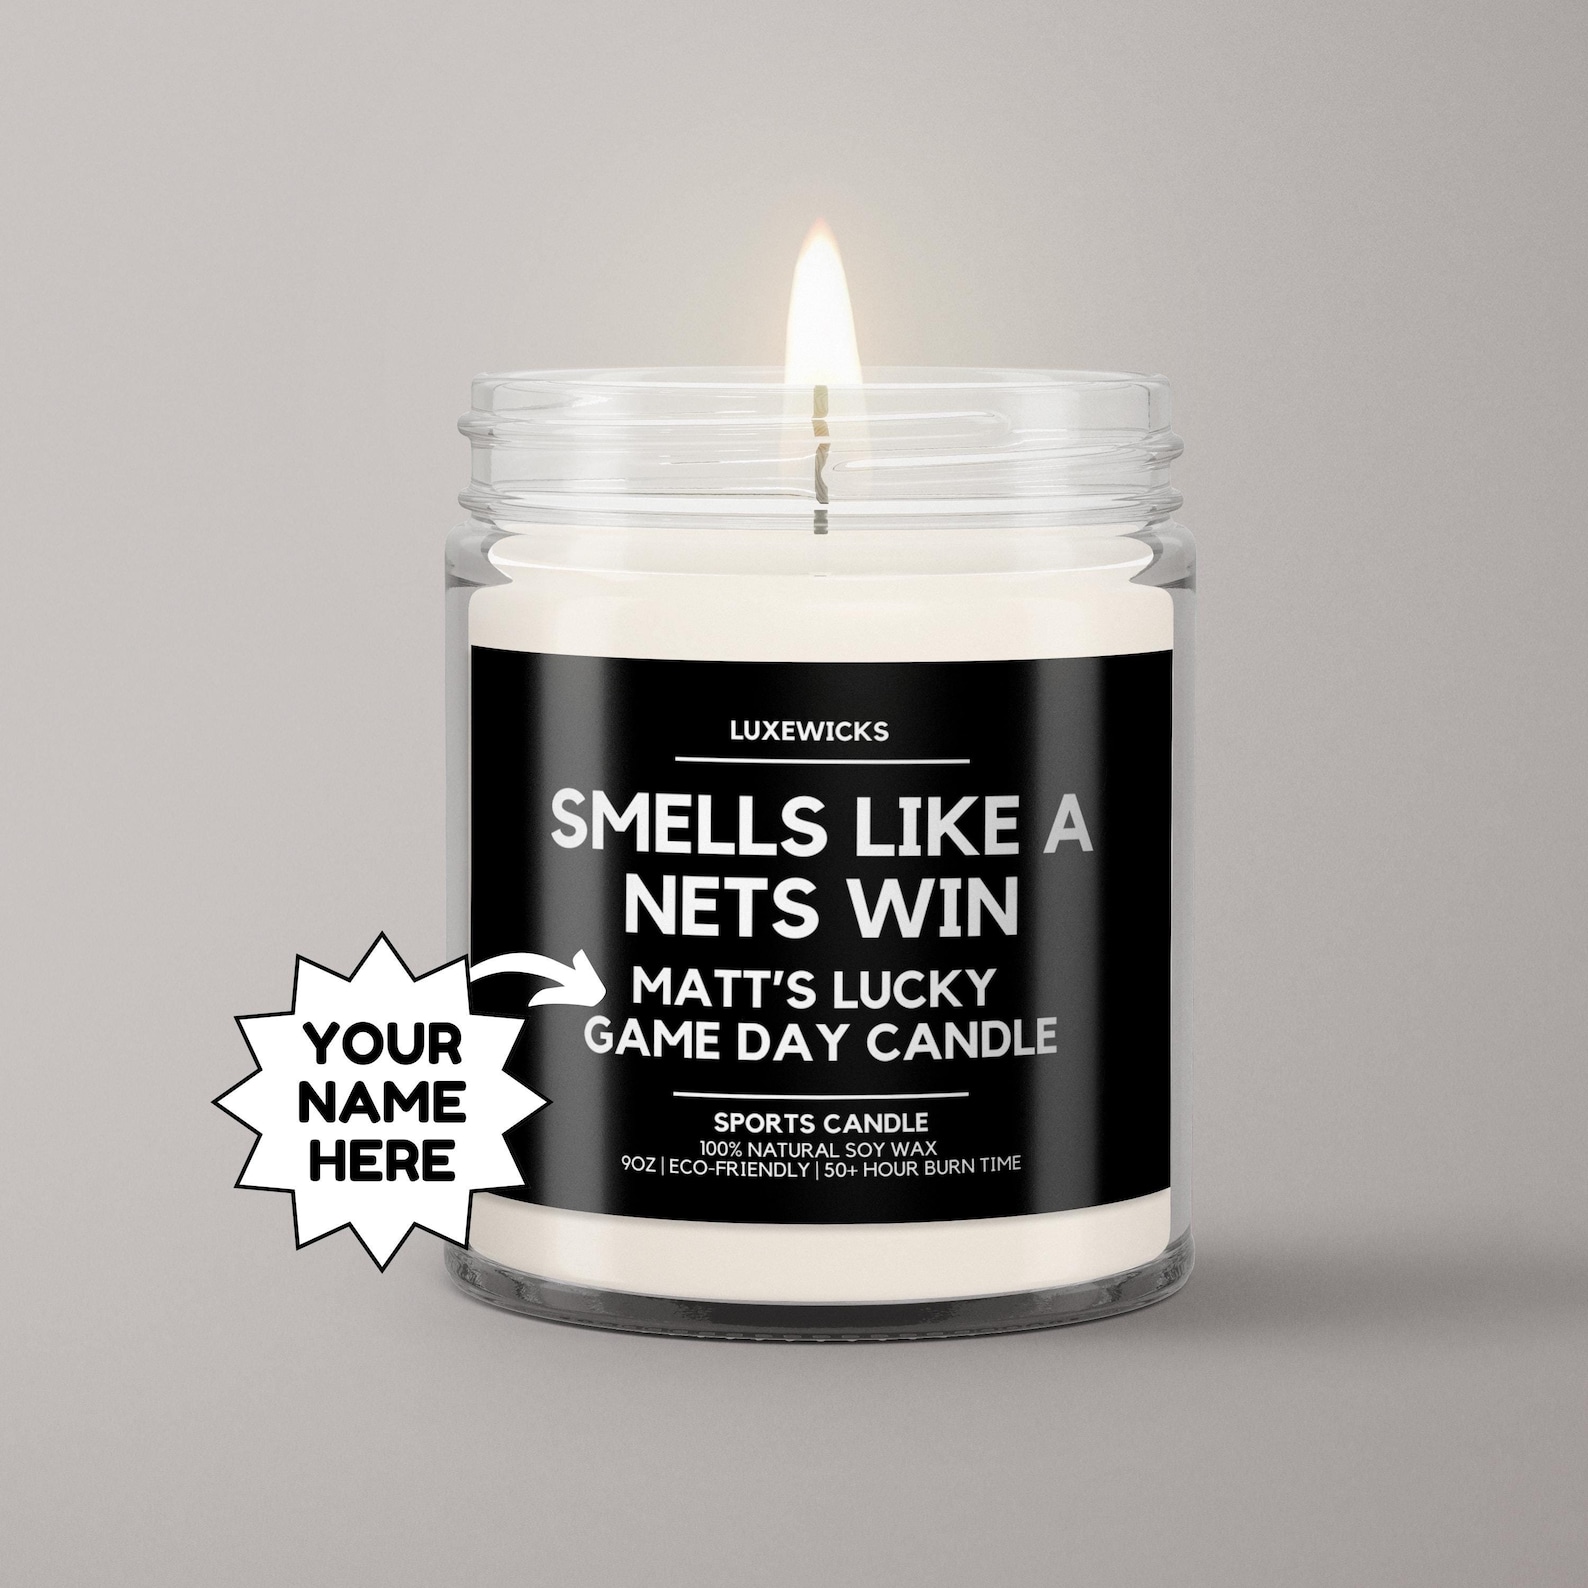 LUXEWICKS
SMELLS LIKE A
NETS WIN
MATT'S LUCKY
GAME DAY CANDLE
SPORTS CANDLE
100% NATURAL SOY WAX
9OZ | ECO-FRIENDLY | 50+ HOUR BURN TIME
YOUR
NAME
HERE